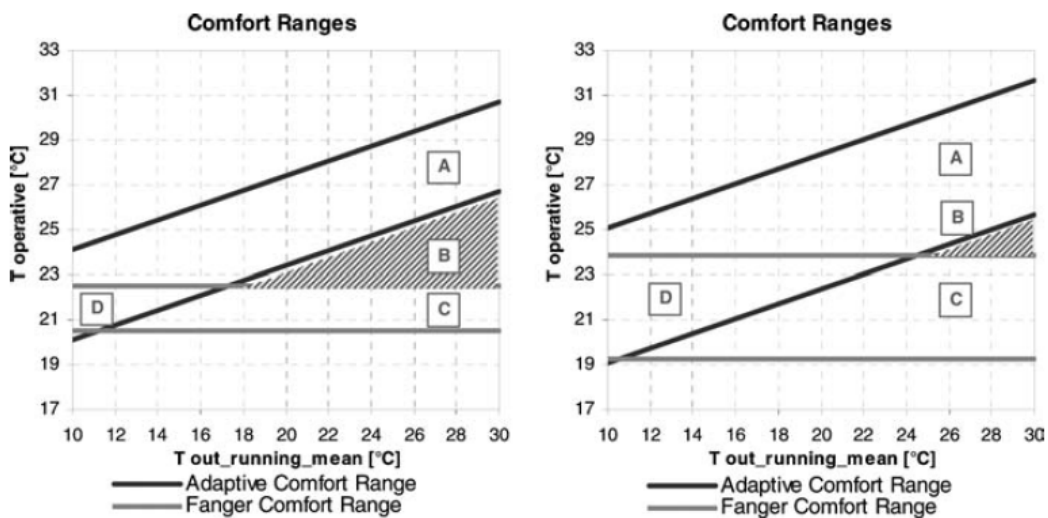 Comfort Ranges
33
31
29
27
25
23
21
19
17
T operative [°C]
A
B
C
D
10 12 14 16 18 20 22 24 26 28 30
T out_running_mean [°C]
Adaptive Comfort Range
Fanger Comfort Range
Comfort Ranges
33
31
29
27
25
23
21
19
17
T operative [°C]
A
B
C
D
10 12 14 16 18 20 22 24 26 28 30
T out_running_mean [°C]
Adaptive Comfort Range
Fanger Comfort Range